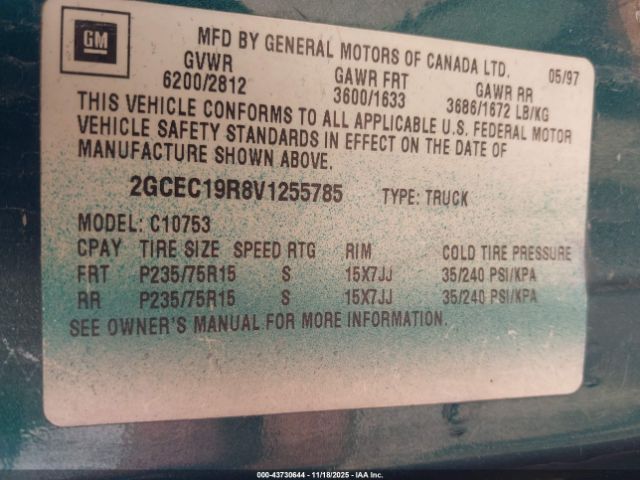 GM
MFD BY GENERAL MOTORS OF CANADA LTD. 05/97
GVWR GAWR FRT GAWR RR
6200/2812 3600/1633 3686/1672 LB/KG
THIS VEHICLE CONFORMS TO ALL APPLICABLE U.S. FEDERAL MOTOR
VEHICLE SAFETY STANDARDS IN EFFECT ON THE DATE OF
MANUFACTURE SHOWN ABOVE.
2GCEC19R8V1255785 TYPE: TRUCK
MODEL: C10753
CPAY TIRE SIZE SPEED RTG RIM COLD TIRE PRESSURE
FRT P235/75R15 S 15X7JJ 35/240 PSI/KPA
RR P235/75R15 S 15X7JJ 35/240 PSI/KPA
SEE OWNER'S MANUAL FOR MORE INFORMATION.
000-43730644 - 11/18/2025 - IAA Inc.